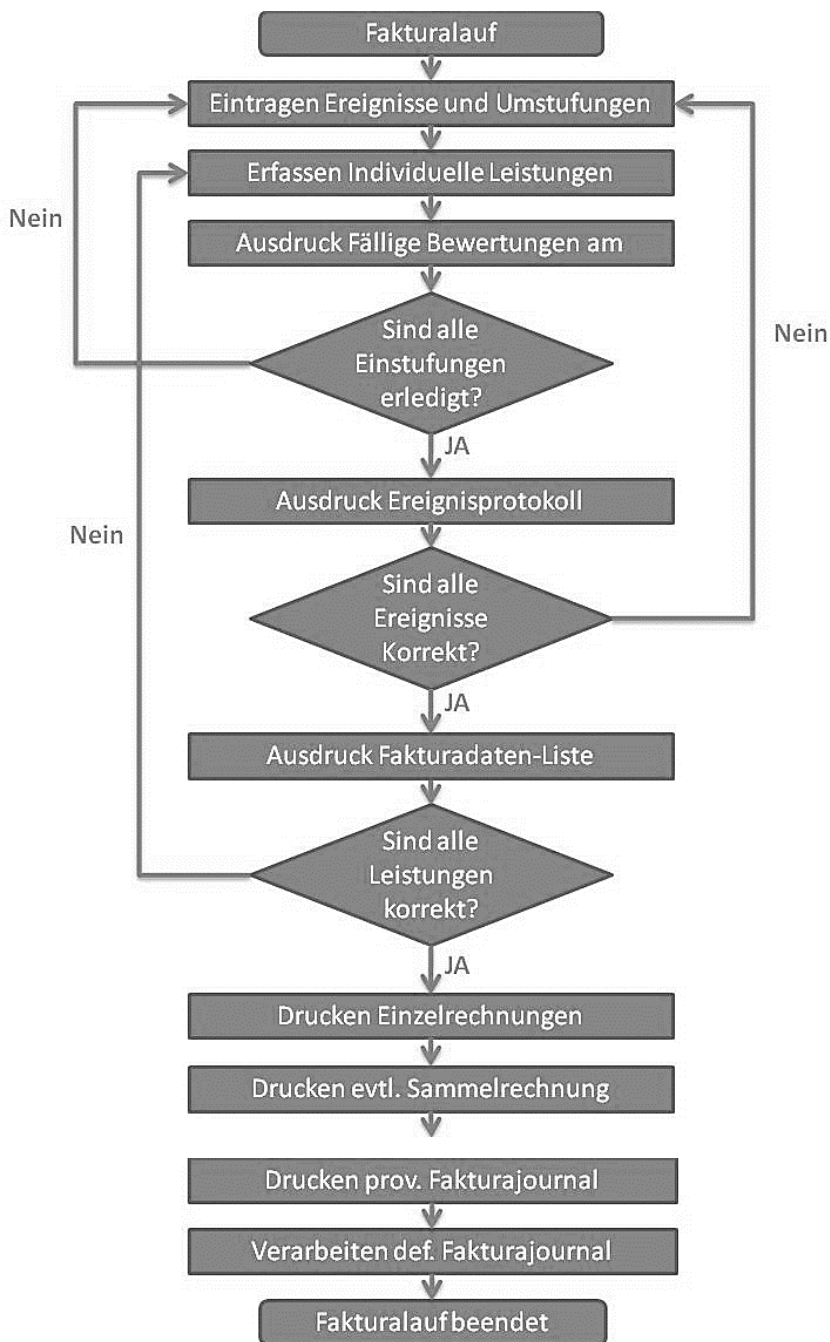 Fakturalauf
Eintragen Ereignisse und Umstufungen
Erfassen Individuelle Leistungen
Nein
Ausdruck Fällige Bewertungen am
Sind alle
Einstufungen
erledigt?
Nein
JA
Ausdruck Ereignisprotokoll
Nein
Sind alle
Ereignisse
Korrekt?
JA
Ausdruck Fakturadaten-Liste
Sind alle
Leistungen
korrekt?
JA
Drucken Einzelrechnungen
Drucken evtl. Sammelrechnung
Drucken prov. Fakturajournal
Verarbeiten def. Fakturajournal
Fakturalauf beendet